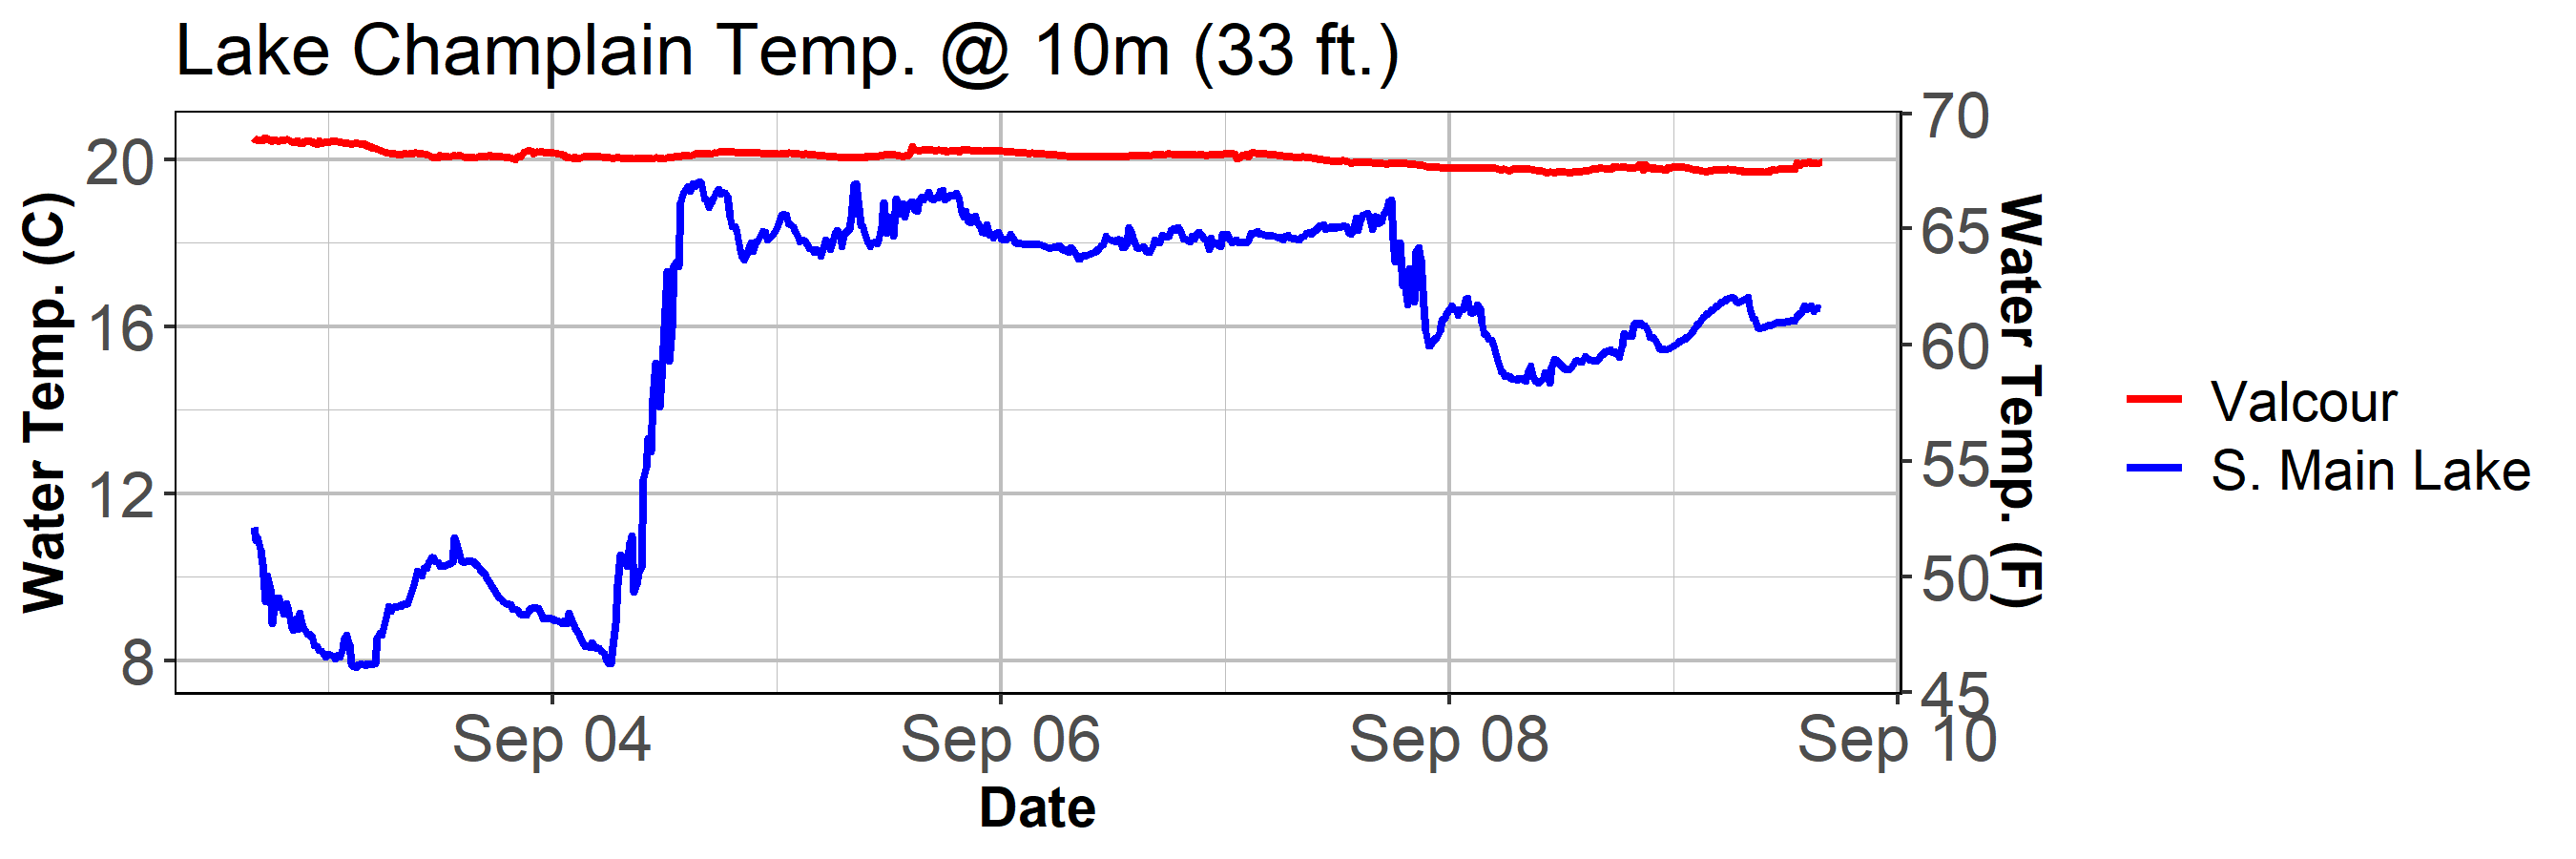 Lake Champlain Temp. @ 10m (33 ft.)
Water Temp. (C)
20
16
12
8
70
65
60
55
50
45
Water Temp. (F)
Sep 04
Sep 06
Sep 08
Sep 10
Date
Valcour
S. Main Lake